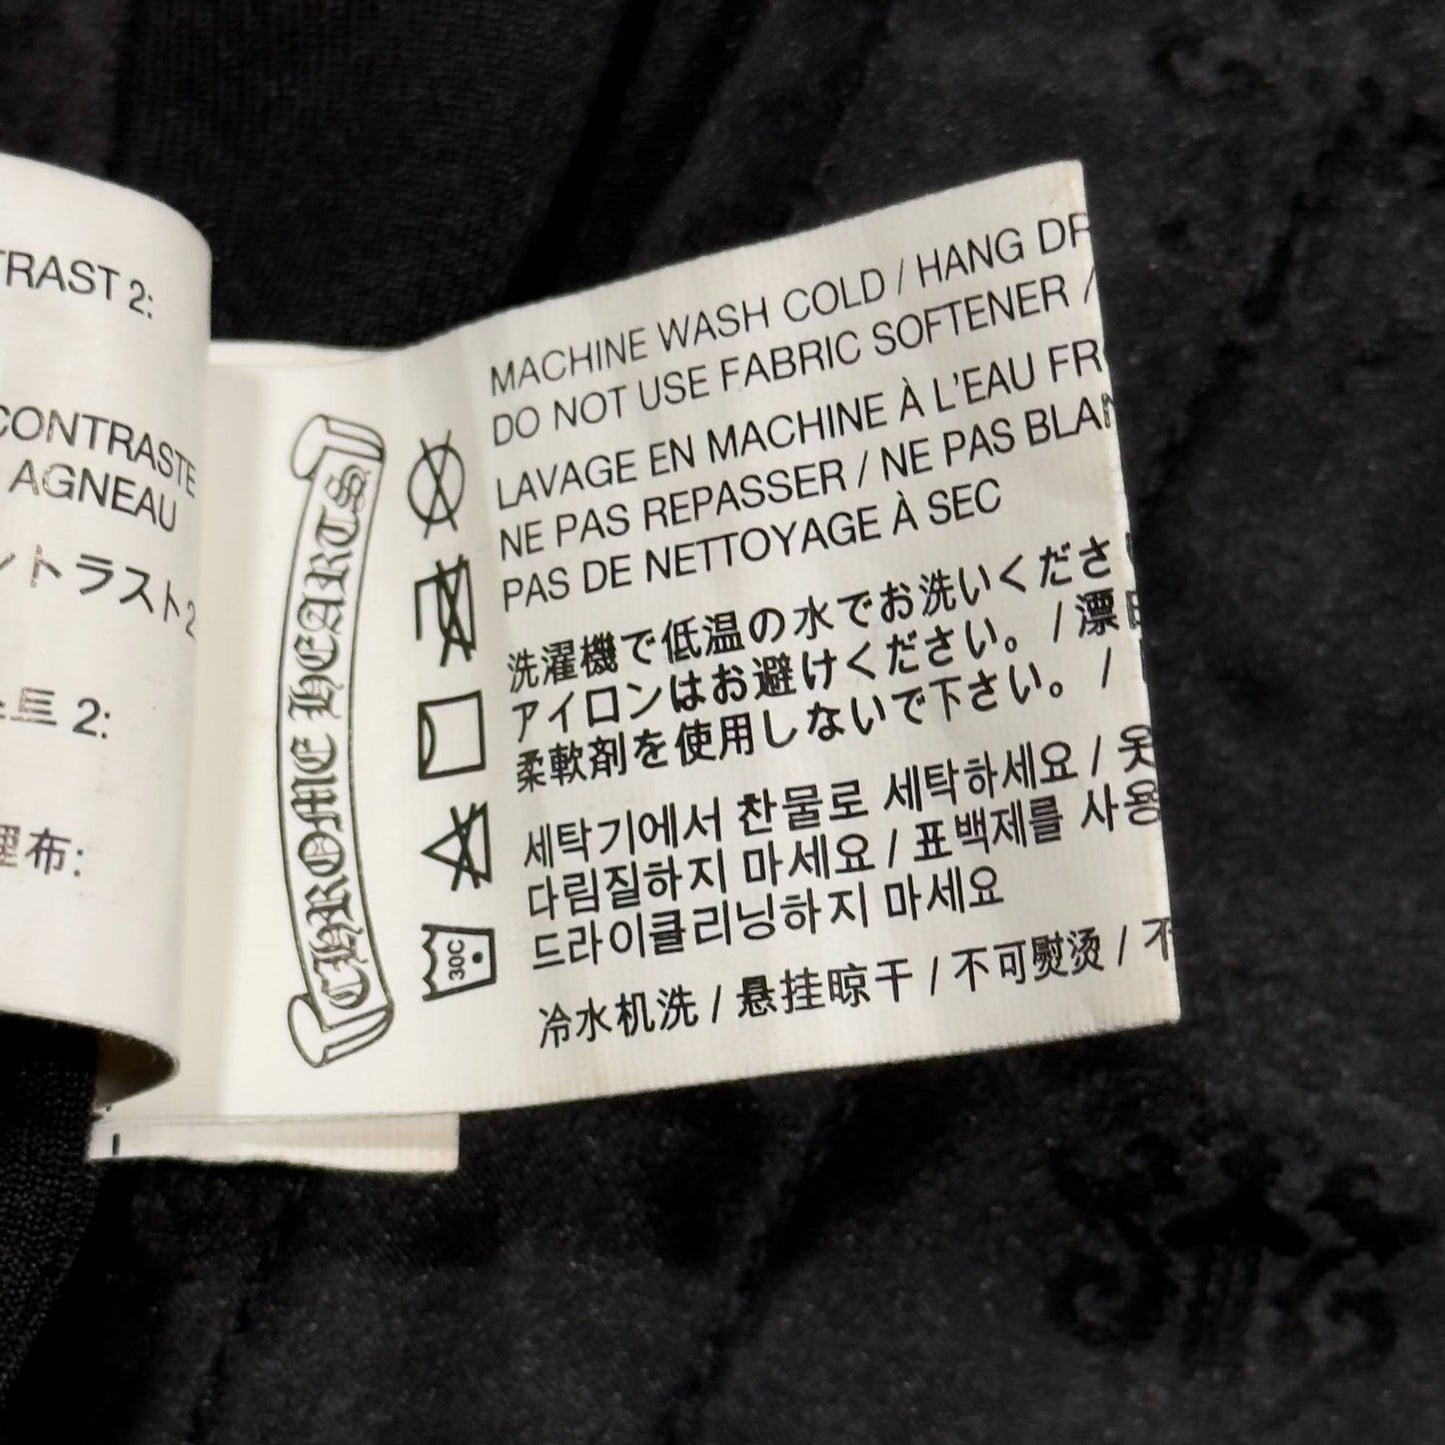 TRAST 2:
CONTRASTE
AGNEAU
ントラスト2
스트 2:
理布:
CHROME HEARTS
30C
MACHINE WASH COLD / HANG DR
DO NOT USE FABRIC SOFTENER /
LAVAGE EN MACHINE À L'EAU FR
NE PAS REPASSER / NE PAS BLAN
PAS DE NETTOYAGE À SEC
洗濯機で低温の水でお洗いくださ
アイロンはお避けください。 / 漂
柔軟剤を使用しないで下さい。 /
세탁기에서 찬물로 세탁하세요 / 옷
다림질하지 마세요 / 표백제를 사용
드라이클리닝하지 마세요
冷水机洗 / 悬挂晾干 / 不可熨烫 / 不